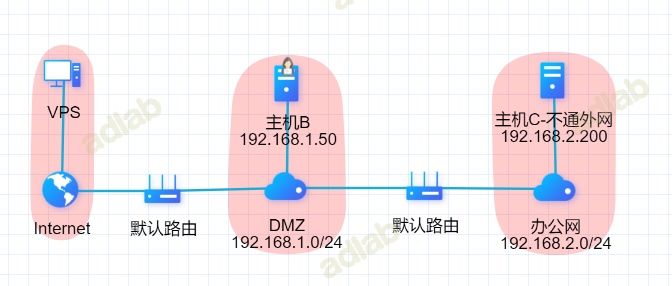 VPS
主机B
192.168.1.50
主机C-不通外网
192.168.2.200
Internet
默认路由
DMZ
192.168.1.0/24
默认路由
办公网
192.168.2.0/24
adlab
adlab
adlab